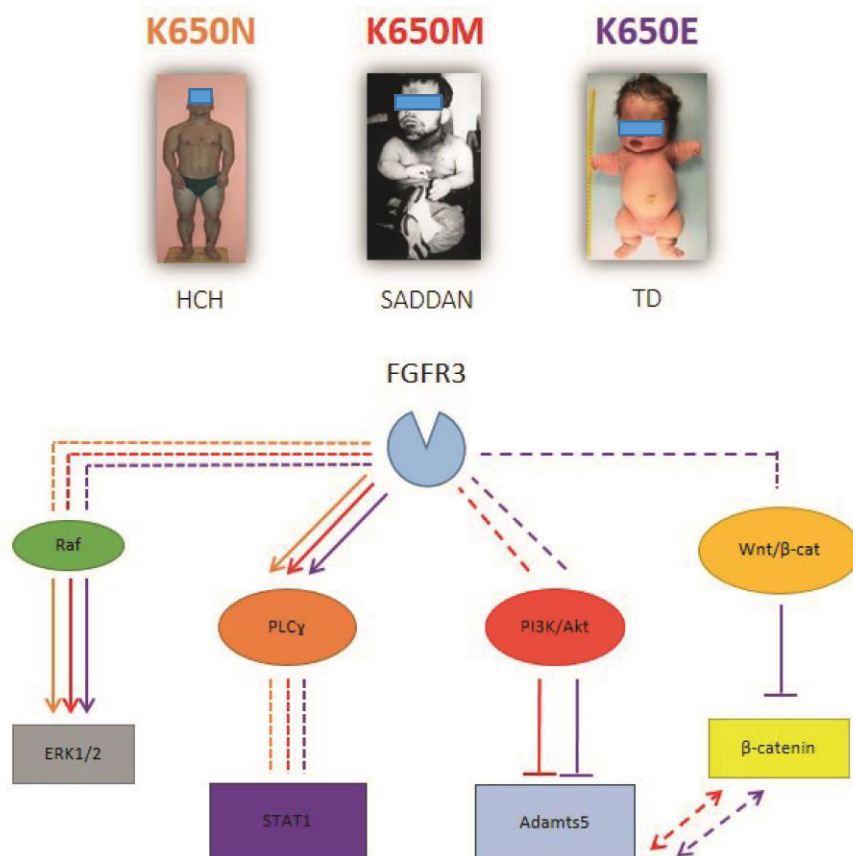 K650N K650M K650E
HCH SADDAN TD
FGFR3
Raf
Wnt/β-cat
PLCɣ
PI3K/Akt
ERK1/2
β-catenin
STAT1
Adamts5